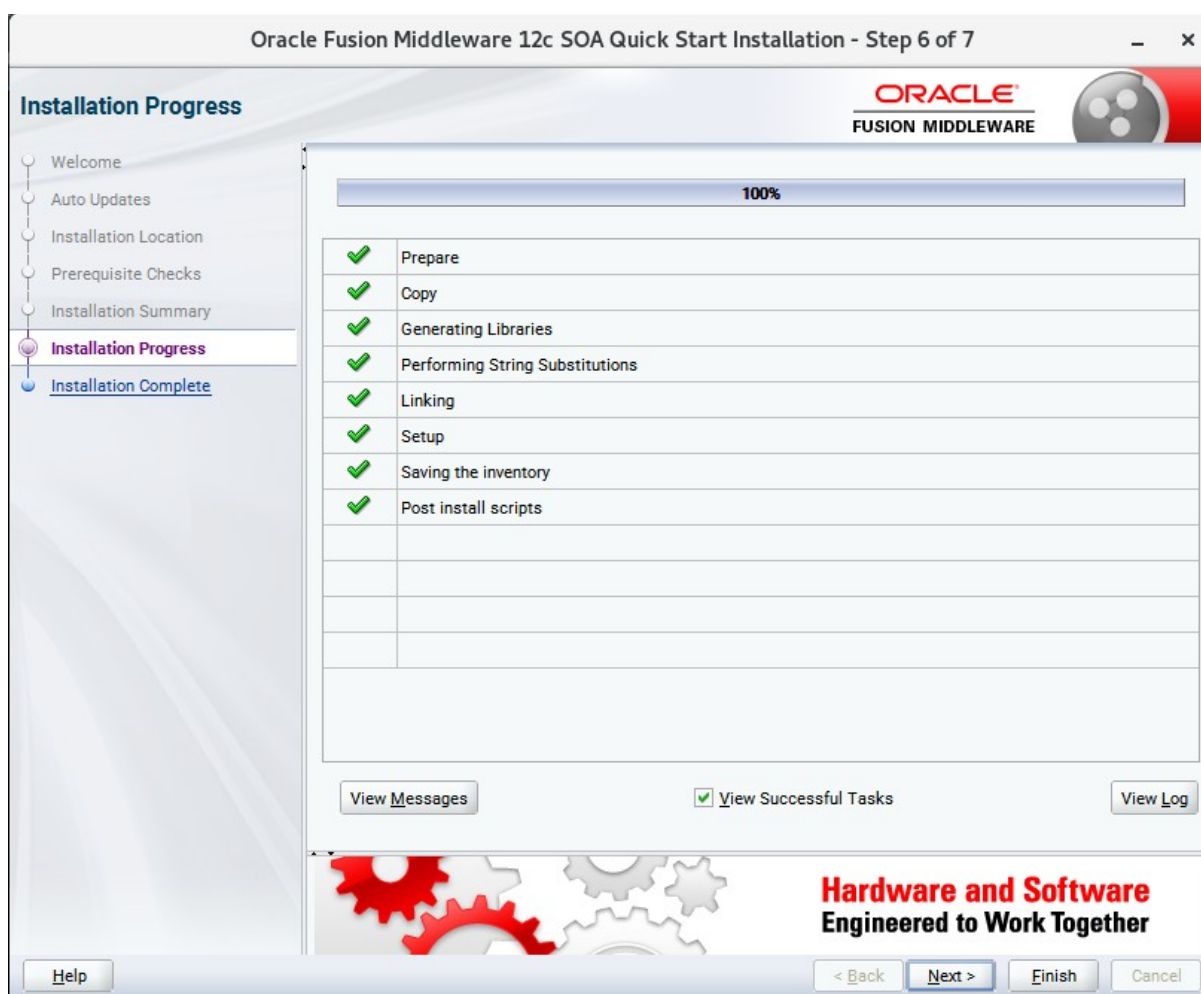 Oracle Fusion Middleware 12c SOA Quick Start Installation - Step 6 of 7
Installation Progress
ORACLE®
FUSION MIDDLEWARE
Welcome
Auto Updates
Installation Location
Prerequisite Checks
Installation Summary
Installation Progress
Installation Complete
100%
Prepare
Copy
Generating Libraries
Performing String Substitutions
Linking
Setup
Saving the inventory
Post install scripts
View Messages
View Successful Tasks
View Log
Hardware and Software
Engineered to Work Together
Help
< Back
Next >
Finish
Cancel